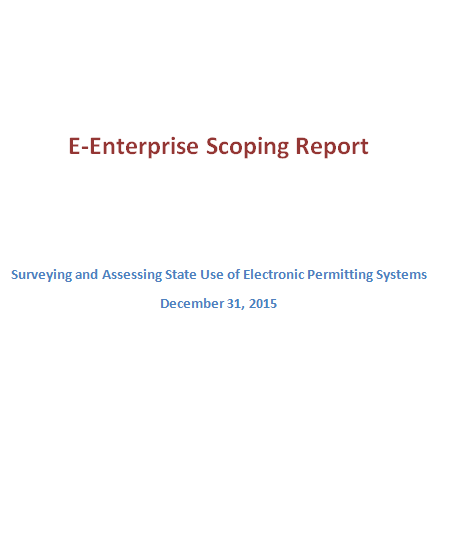 E-Enterprise Scoping Report
Surveying and Assessing State Use of Electronic Permitting Systems
December 31, 2015